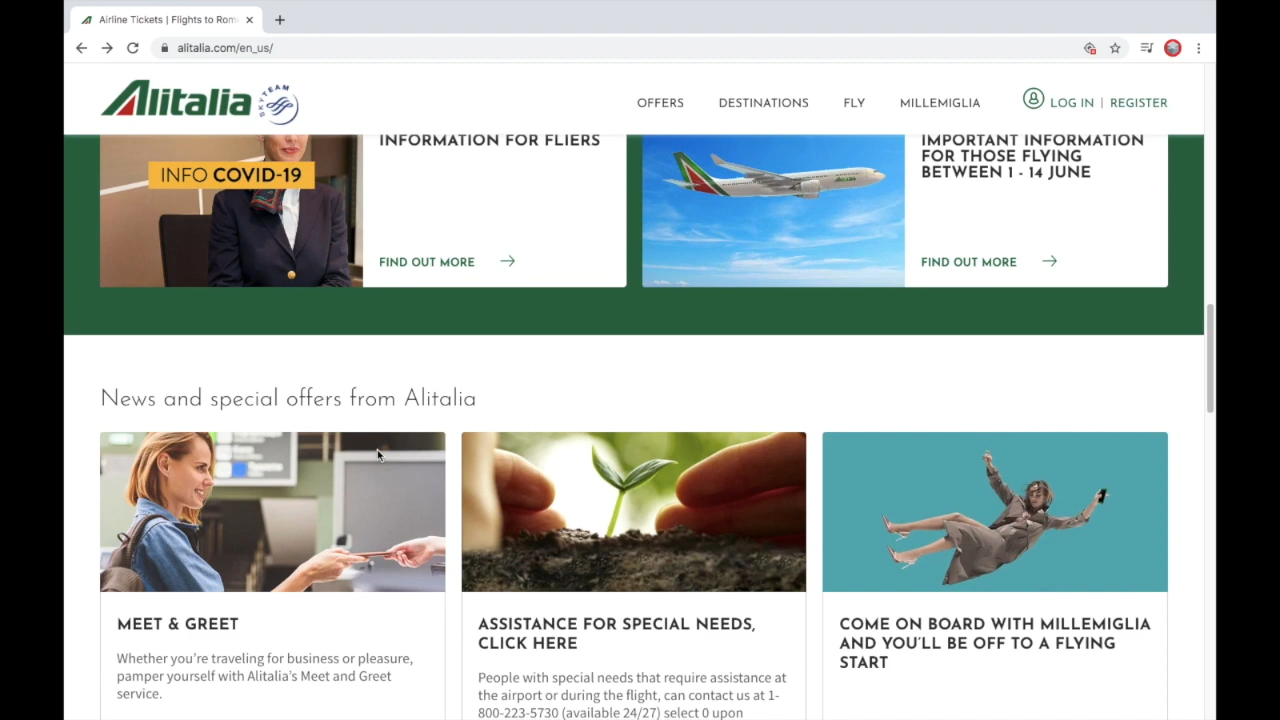 Airline Tickets | Flights to Rom
alitalia.com/en_us/
Alitalia
SKYTEAM
OFFERS
DESTINATIONS
FLY
MILLEMIGLIA
LOG IN | REGISTER
INFO COVID-19
INFORMATION FOR FLIERS
FIND OUT MORE
IMPORTANT INFORMATION
FOR THOSE FLYING
BETWEEN 1 - 14 JUNE
FIND OUT MORE
News and special offers from Alitalia
MEET & GREET
Whether you’re traveling for business or pleasure,
pamper yourself with Alitalia’s Meet and Greet
service.
ASSISTANCE FOR SPECIAL NEEDS,
CLICK HERE
People with special needs that require assistance at
the airport or during the flight, can contact us at 1-
800-223-5730 (available 24/27) select 0 upon
COME ON BOARD WITH MILLEMIGLIA
AND YOU’LL BE OFF TO A FLYING
START